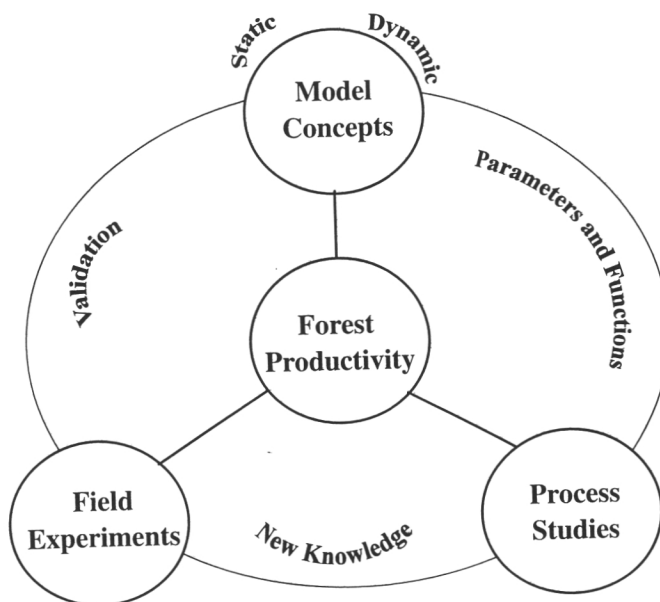 Static
Dynamic
Model
Concepts
Parameters and Functions
Validation
Forest
Productivity
Field
Experiments
New Knowledge
Process
Studies